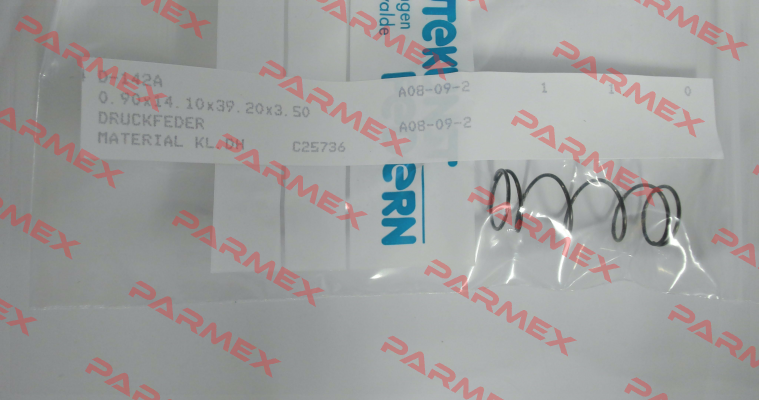 D-142A A08-09-2 1 1 0
0.90x14.10x39.20x3.50
DRUCKFEDER A08-09-2
MATERIAL KL.DH C25736
PARMEX